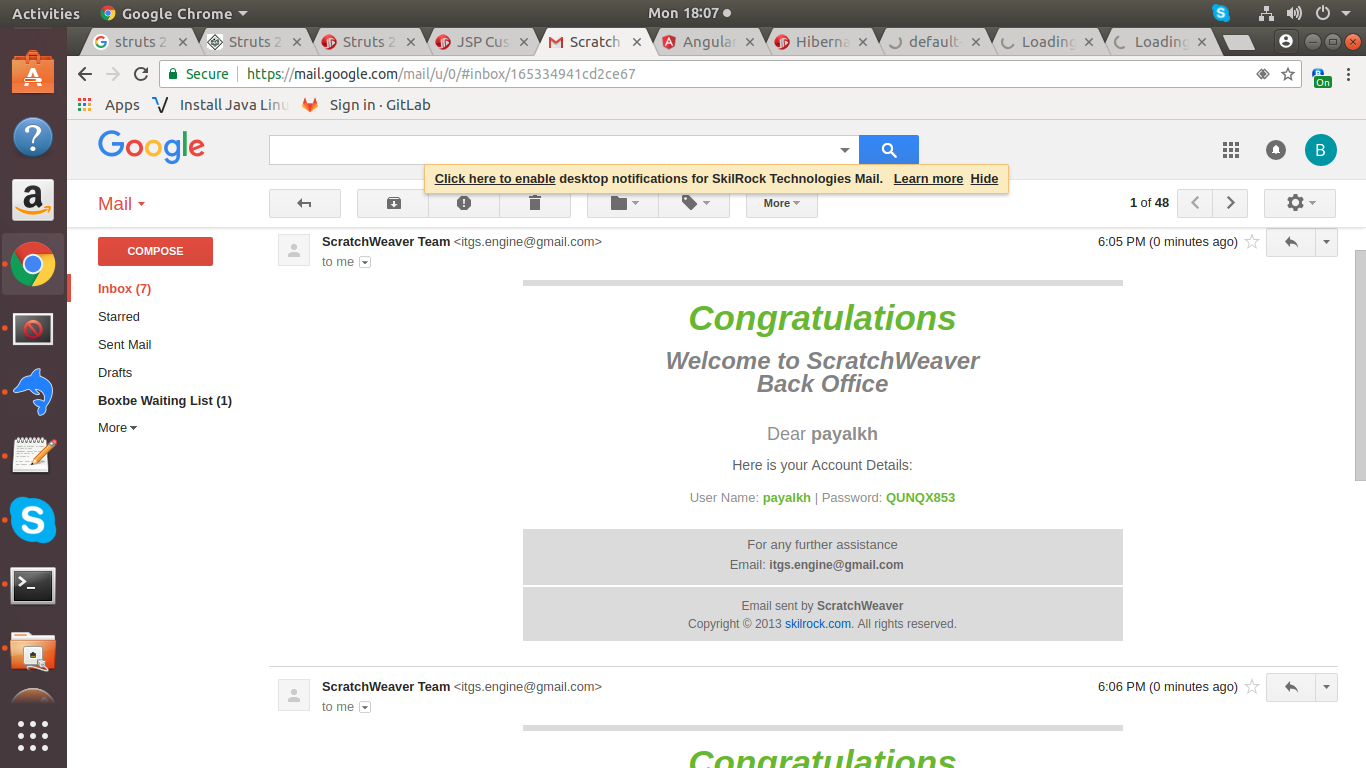 Activities Google Chrome Mon 18:07
struts 2 Struts 2 Struts 2 JSP Cus Scratch Angular Hiberna default- Loading Loading
Secure https://mail.google.com/mail/u/0/#inbox/165334941cd2ce67
On
Apps Install Java Linu Sign in · GitLab
Google
B
Click here to enable desktop notifications for SkilRock Technologies Mail. Learn more Hide
Mail More 1 of 48
COMPOSE
Inbox (7)
Starred
Sent Mail
Drafts
Boxbe Waiting List (1)
More
ScratchWeaver Team <itgs.engine@gmail.com> 6:05 PM (0 minutes ago)
to me
Congratulations
Welcome to ScratchWeaver
Back Office
Dear payalkh
Here is your Account Details:
User Name: payalkh | Password: QUNQX853
For any further assistance
Email: itgs.engine@gmail.com
Email sent by ScratchWeaver
Copyright © 2013 skilrock.com. All rights reserved.
ScratchWeaver Team <itgs.engine@gmail.com> 6:06 PM (0 minutes ago)
to me
Congratulations